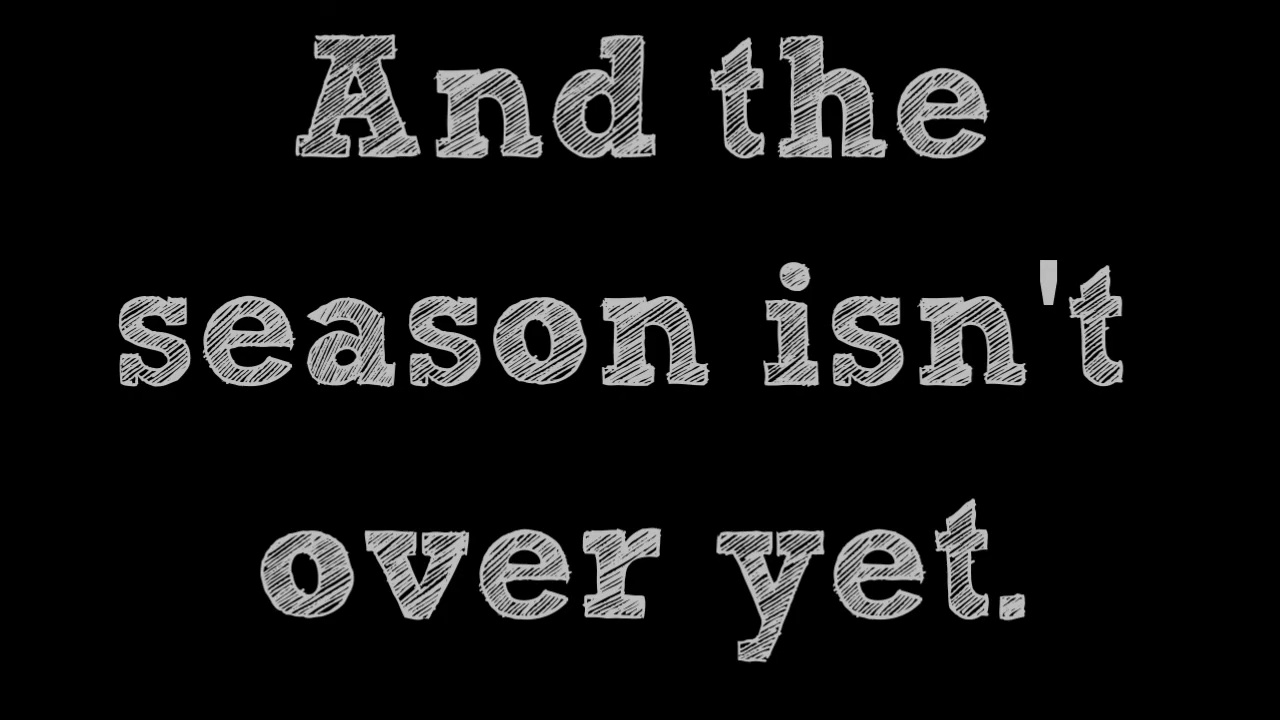 And the
season isn't
over yet.